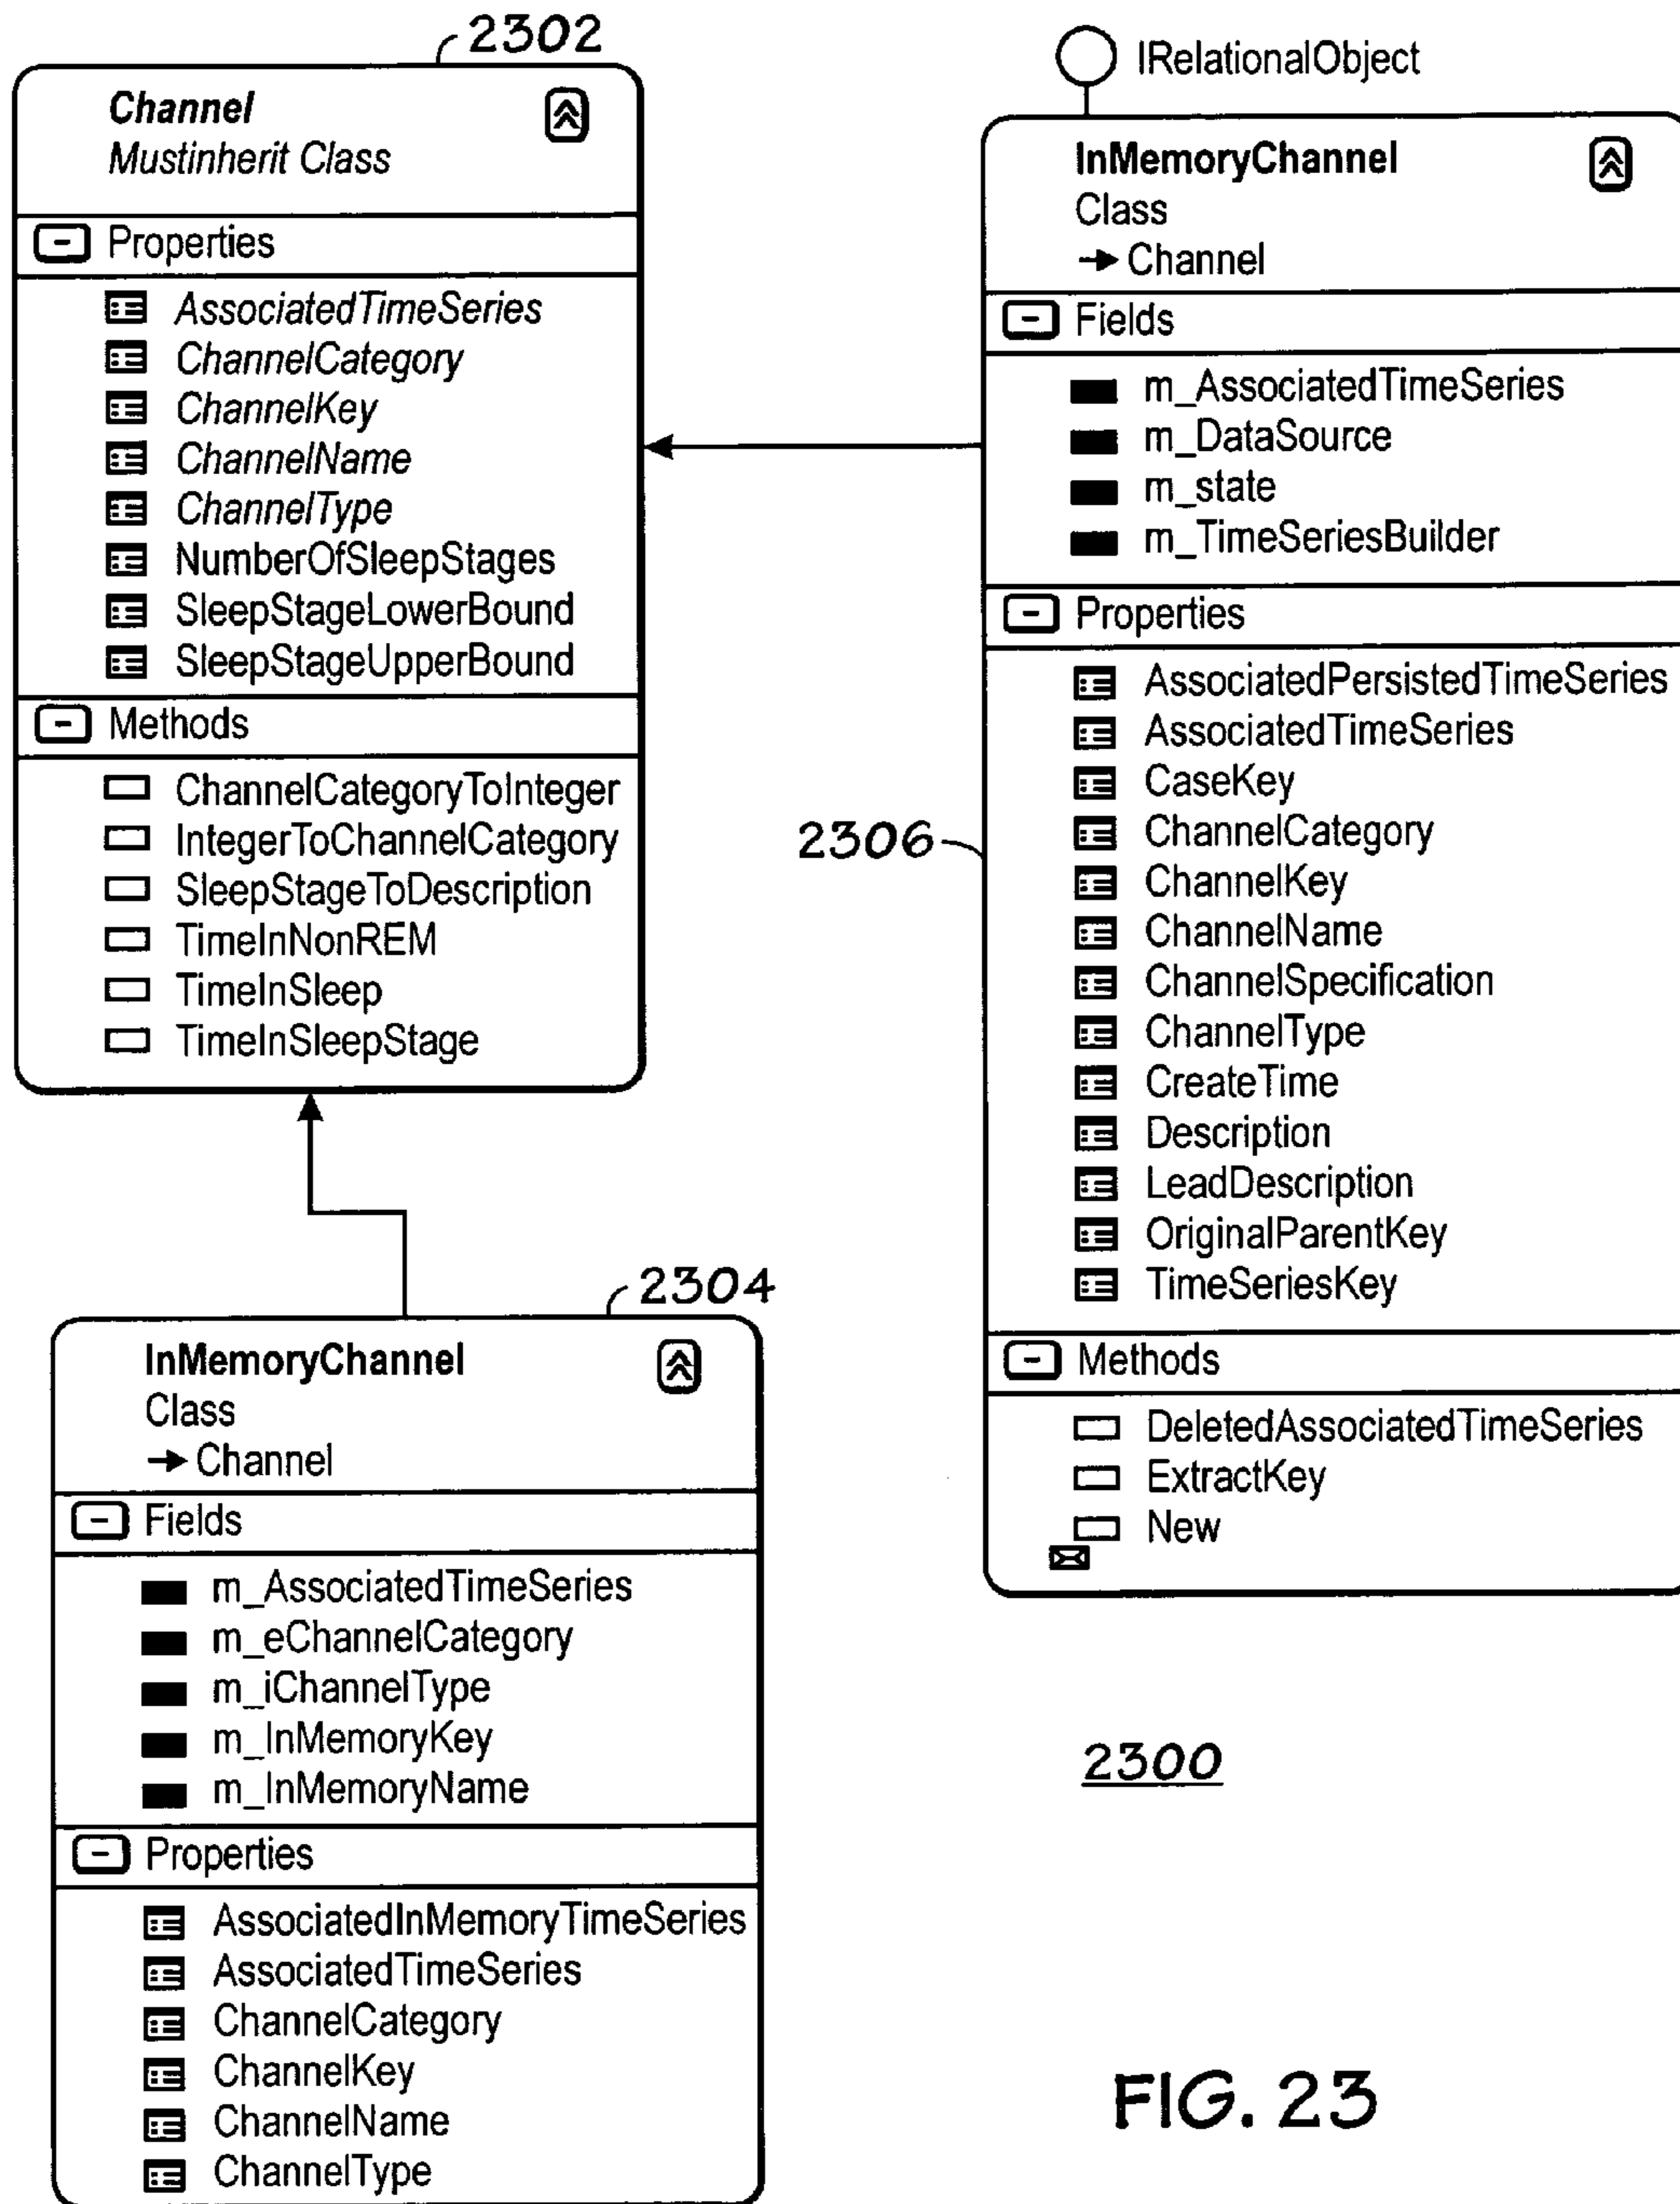 2302
Channel
Mustinherit Class
Properties
AssociatedTimeSeries
ChannelCategory
ChannelKey
ChannelName
ChannelType
NumberOfSleepStages
SleepStageLowerBound
SleepStageUpperBound
Methods
ChannelCategoryToInteger
IntegerToChannelCategory
SleepStageToDescription
TimeInNonREM
TimeInSleep
TimeInSleepStage
2304
InMemoryChannel
Class
Channel
Fields
m_AssociatedTimeSeries
m_eChannelCategory
m_iChannelType
m_InMemoryKey
m_InMemoryName
Properties
AssociatedInMemoryTimeSeries
AssociatedTimeSeries
ChannelCategory
ChannelKey
ChannelName
ChannelType
IRelationalObject
InMemoryChannel
Class
Channel
Fields
m_AssociatedTimeSeries
m_DataSource
m_state
m_TimeSeriesBuilder
Properties
AssociatedPersistedTimeSeries
AssociatedTimeSeries
CaseKey
ChannelCategory
ChannelKey
ChannelName
ChannelSpecification
ChannelType
CreateTime
Description
LeadDescription
OriginalParentKey
TimeSeriesKey
2306
Methods
DeletedAssociatedTimeSeries
ExtractKey
New
2300
FIG. 23